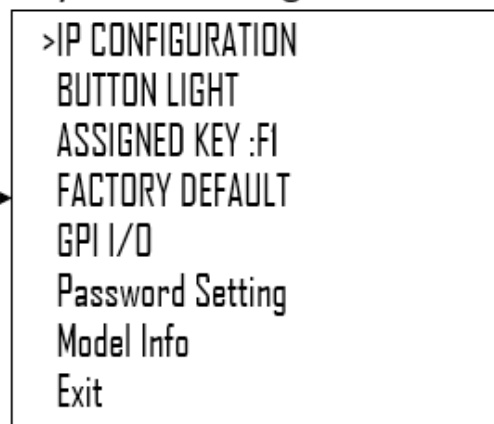 >IP CONFIGURATION
BUTTON LIGHT
ASSIGNED KEY :F1
FACTORY DEFAULT
GPI I/O
Password Setting
Model Info
Exit